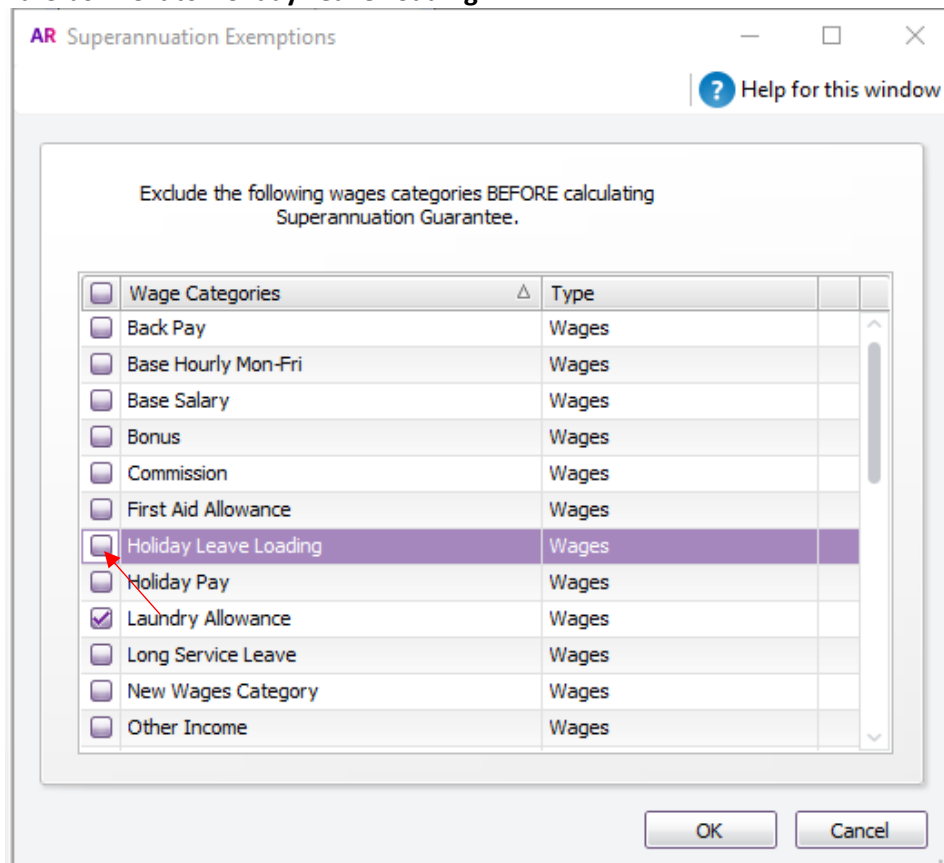 AR Superannuation Exemptions
? Help for this window
Exclude the following wages categories BEFORE calculating
Superannuation Guarantee.
Wage Categories Type
Back Pay Wages
Base Hourly Mon-Fri Wages
Base Salary Wages
Bonus Wages
Commission Wages
First Aid Allowance Wages
Holiday Leave Loading Wages
Holiday Pay Wages
Laundry Allowance Wages
Long Service Leave Wages
New Wages Category Wages
Other Income Wages
OK Cancel